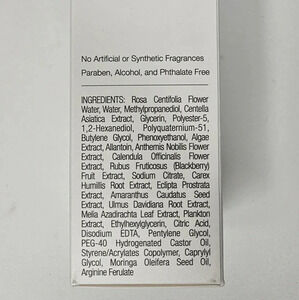 No Artificial or Synthetic Fragrances
Paraben, Alcohol, and Phthalate Free
INGREDIENTS: Rosa Centifolia Flower
Water, Water, Methylpropanediol, Centella
Asiatica Extract, Glycerin, Polyester-5,
1,2-Hexanediol, Polyquaternium-51,
Butylene Glycol, Phenoxyethanol, Algae
Extract, Allantoin, Anthemis Nobilis Flower
Extract, Calendula Officinalis Flower
Extract, Rubus Fruticosus (Blackberry)
Fruit Extract, Sodium Citrate, Carex
Humilis Root Extract, Eclipta Prostrata
Extract, Amaranthus Caudatus Seed
Extract, Ulmus Davidiana Root Extract,
Melia Azadirachta Leaf Extract, Plankton
Extract, Ethylhexylglycerin, Citric Acid,
Disodium EDTA, Pentylene Glycol,
PEG-40 Hydrogenated Castor Oil,
Styrene/Acrylates Copolymer, Caprylyl
Glycol, Moringa Oleifera Seed Oil,
Arginine Ferulate